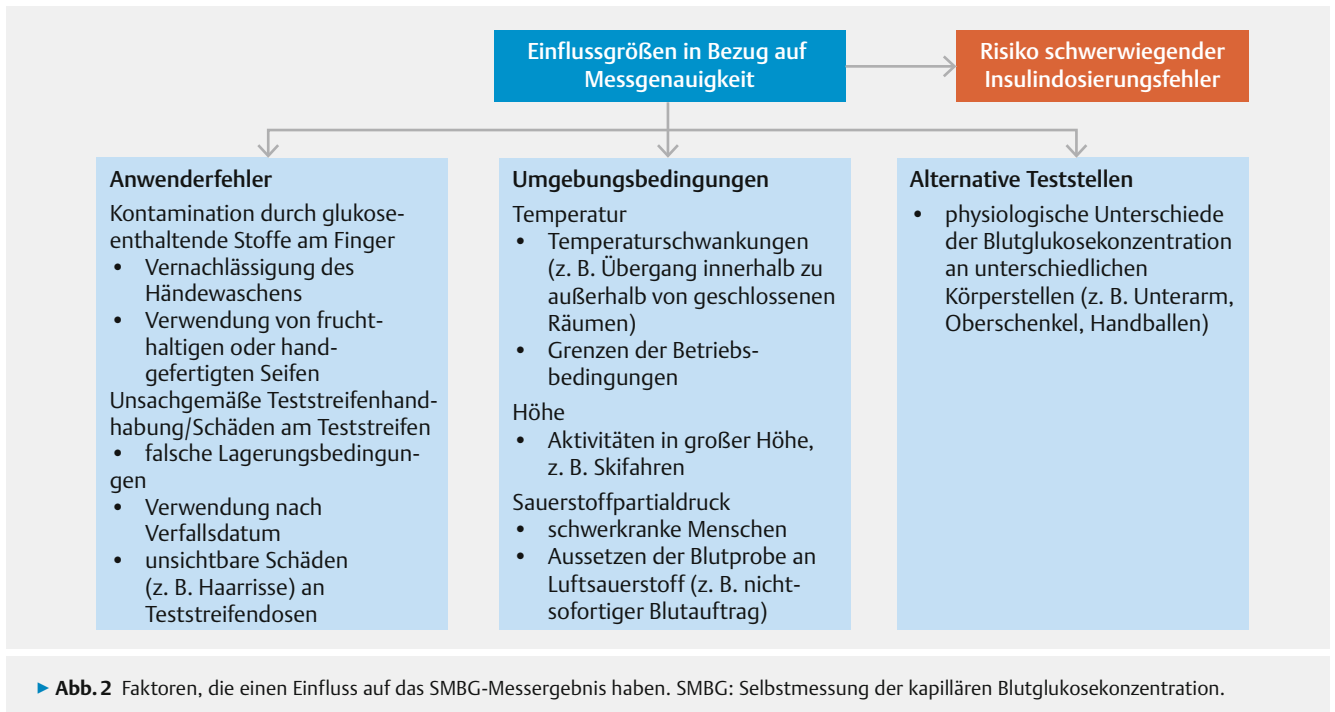 Einflussgrößen in Bezug auf
Messgenauigkeit
Risiko schwerwiegender
Insulindosierungsfehler
Anwenderfehler
Kontamination durch glukose-
enthaltende Stoffe am Finger
• Vernachlässigung des
Händewaschens
• Verwendung von frucht-
haltigen oder hand-
gefertigten Seifen
Unsachgemäße Teststreifenhand-
habung/Schäden am Teststreifen
• falsche Lagerungsbedingun-
gen
• Verwendung nach
Verfallsdatum
• unsichtbare Schäden
(z. B. Haarrisse) an
Teststreifendosen
Umgebungsbedingungen
Temperatur
• Temperaturschwankungen
(z. B. Übergang innerhalb zu
außerhalb von geschlossenen
Räumen)
• Grenzen der Betriebs-
bedingungen
Höhe
• Aktivitäten in großer Höhe,
z. B. Skifahren
Sauerstoffpartialdruck
• schwerkranke Menschen
• Aussetzen der Blutprobe an
Luftsauerstoff (z. B. nicht-
sofortiger Blutauftrag)
Alternative Teststellen
• physiologische Unterschiede
der Blutglukosekonzentration
an unterschiedlichen
Körperstellen (z. B. Unterarm,
Oberschenkel, Handballen)
▶ Abb. 2 Faktoren, die einen Einfluss auf das SMBG-Messergebnis haben. SMBG: Selbstmessung der kapillären Blutglukosekonzentration.